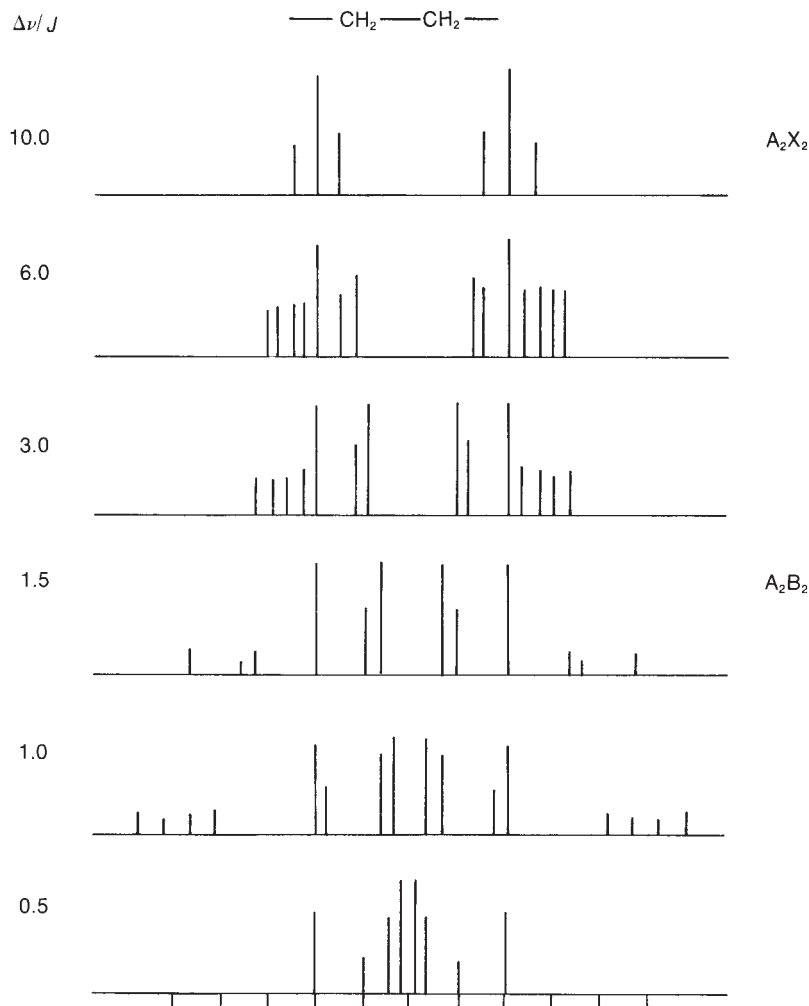 Δν/J
— CH₂ — CH₂ —
10.0
A₂X₂
6.0
3.0
1.5
A₂B₂
1.0
0.5